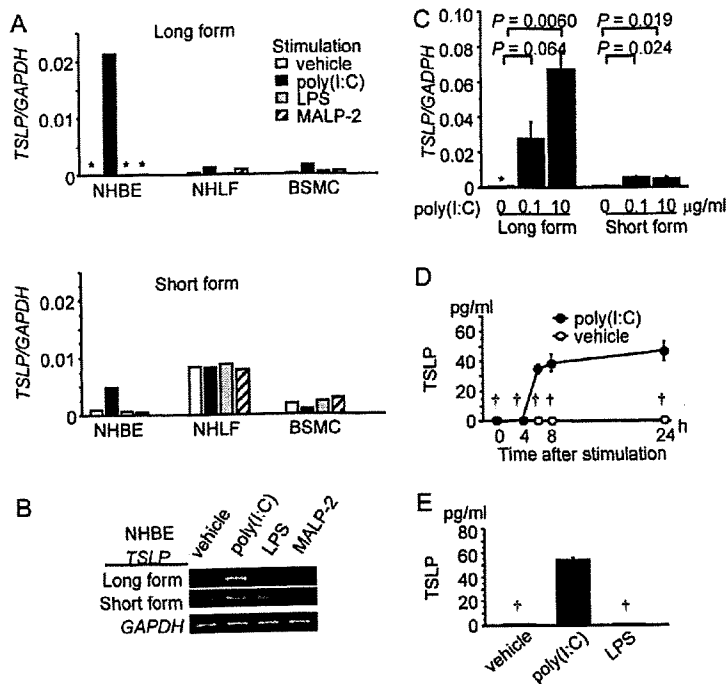 A
Long form
Stimulation
vehicle
poly(I:C)
LPS
MALP-2
TSLP/GAPDH
0.02
0.01
0
* * *
NHBE NHLF BSMC
Short form
TSLP/GAPDH
0.02
0.01
0
NHBE NHLF BSMC
B
NHBE
TSLP
vehicle poly(I:C) LPS MALP-2
Long form
Short form
GAPDH
C
P = 0.0060 P = 0.019
P = 0.064 P = 0.024
TSLP/GADPH
0.10
0.08
0.06
0.04
0.02
0
*
poly(I:C) 0 0.1 10 0 0.1 10 µg/ml
Long form Short form
D
pg/ml
poly(I:C)
vehicle
TSLP
60
40
20
0
† † † † †
0 4 8 24 h
Time after stimulation
E
pg/ml
TSLP
80
60
40
20
0
† †
vehicle poly(I:C) LPS